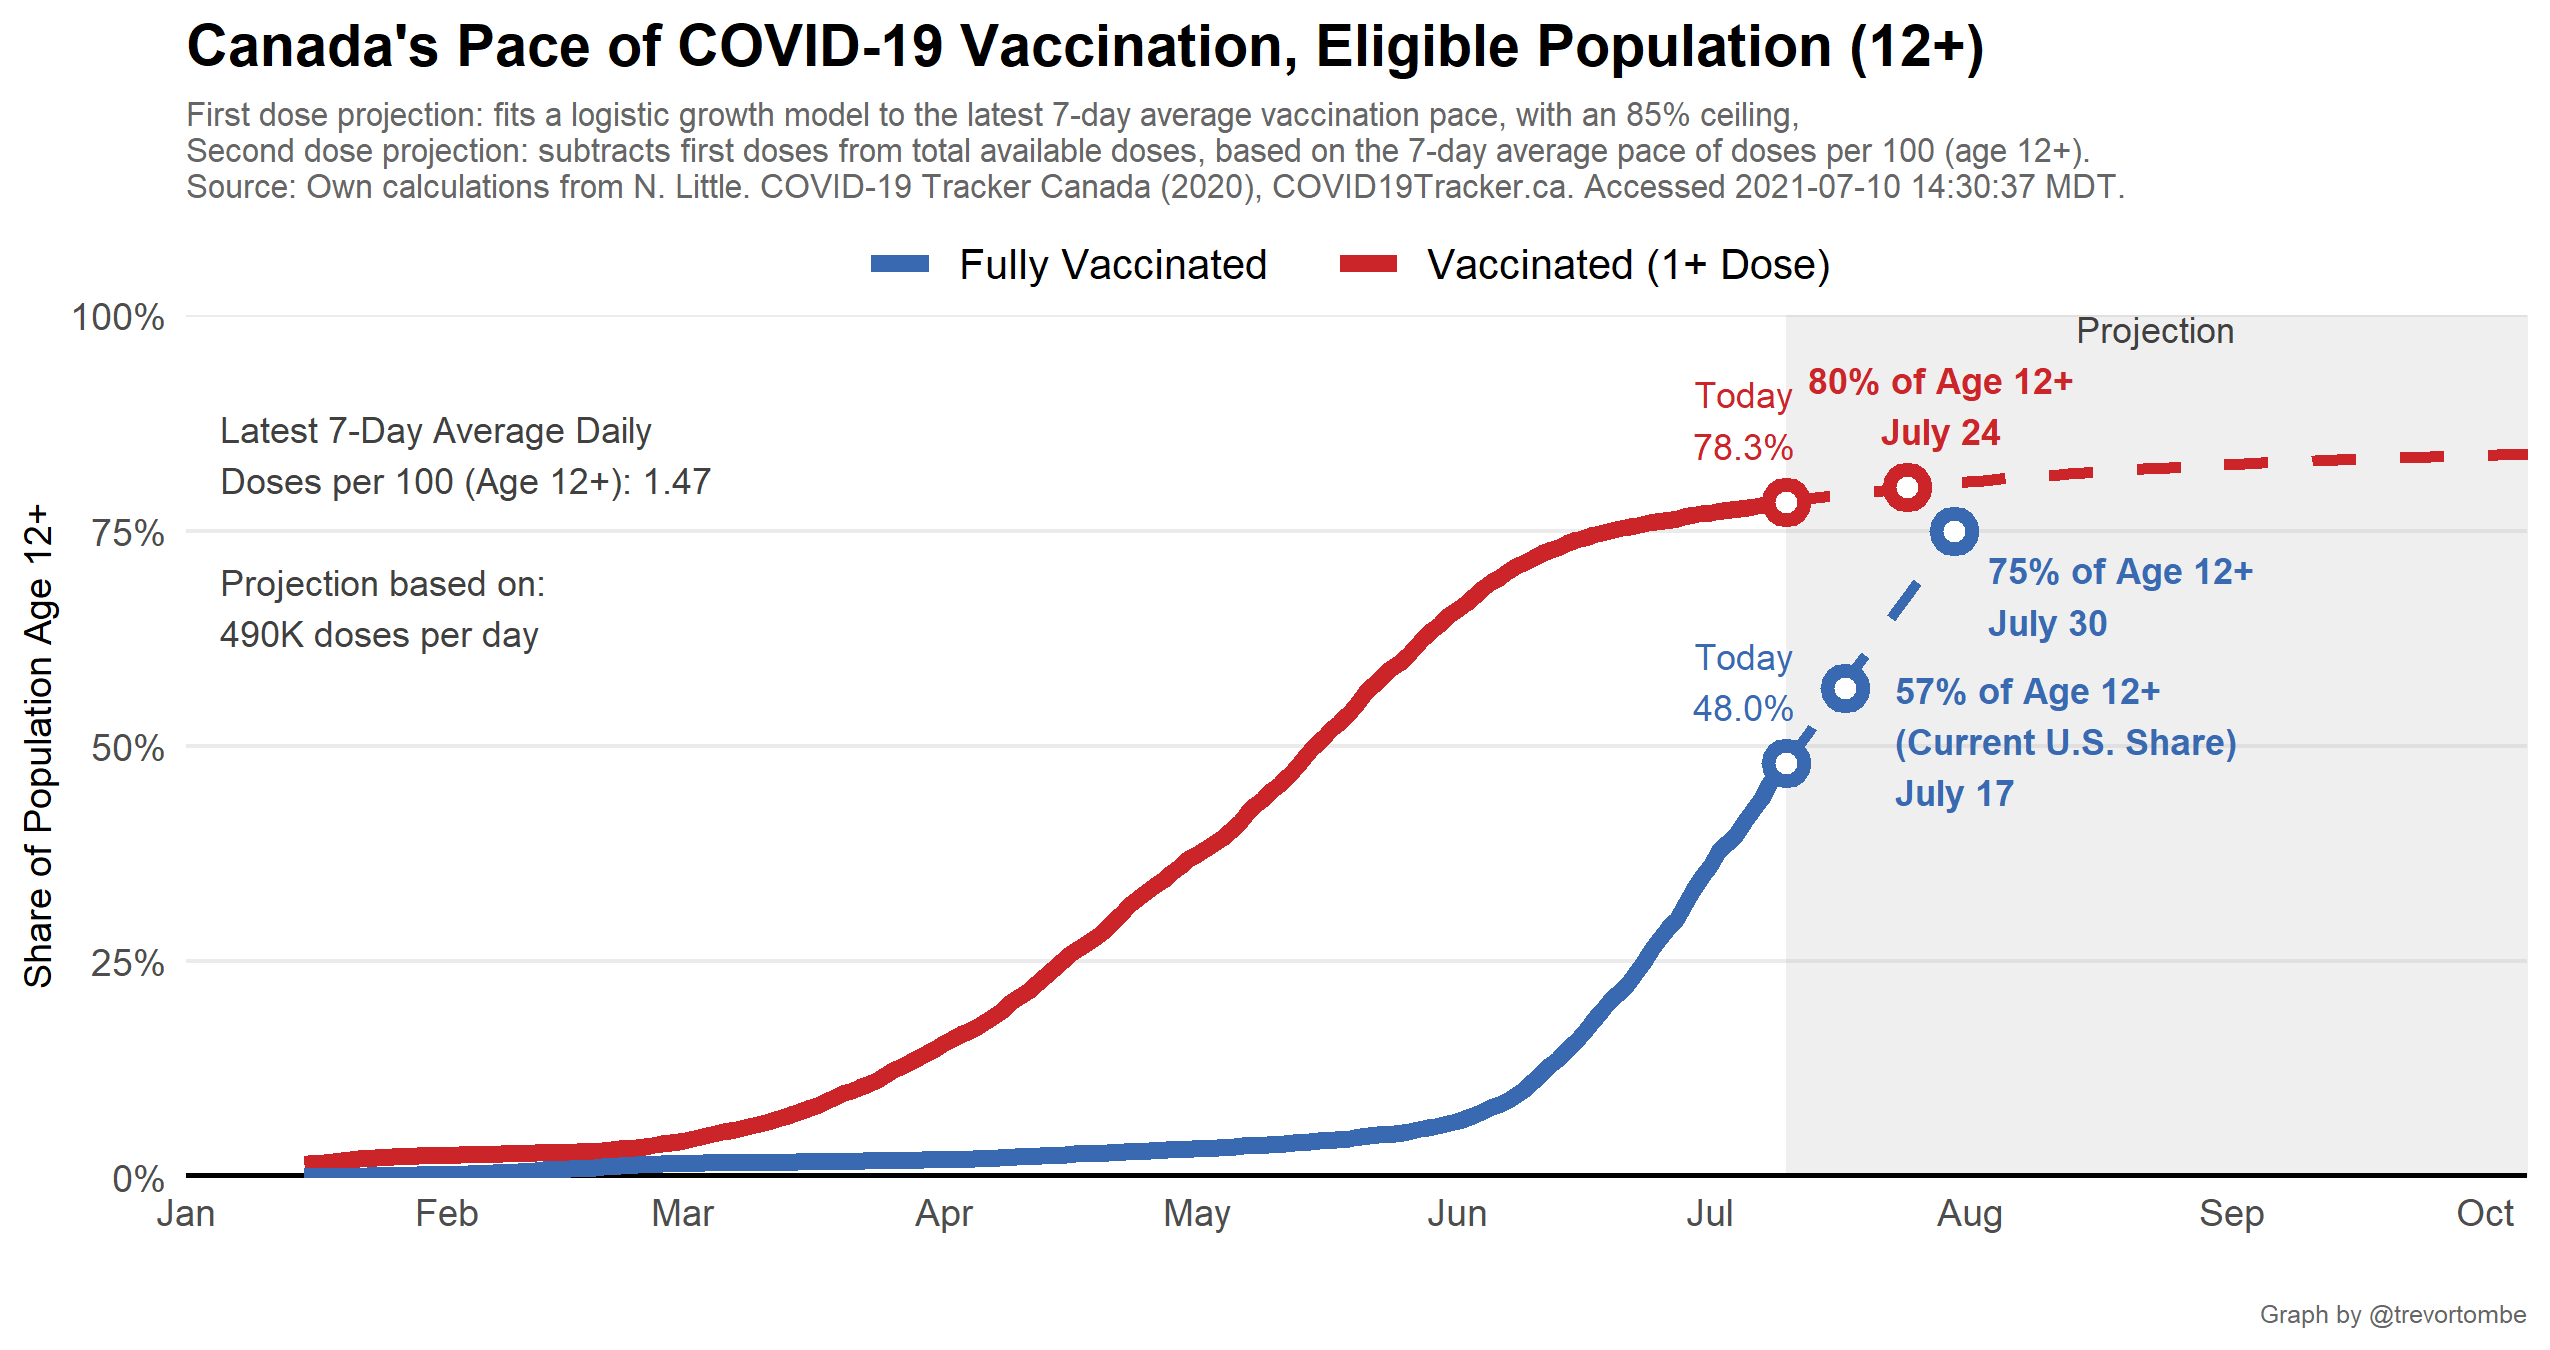 Canada's Pace of COVID-19 Vaccination, Eligible Population (12+)
First dose projection: fits a logistic growth model to the latest 7-day average vaccination pace, with an 85% ceiling,
Second dose projection: subtracts first doses from total available doses, based on the 7-day average pace of doses per 100 (age 12+).
Source: Own calculations from N. Little. COVID-19 Tracker Canada (2020), COVID19Tracker.ca. Accessed 2021-07-10 14:30:37 MDT.
Fully Vaccinated
Vaccinated (1+ Dose)
Share of Population Age 12+
100%
75%
50%
25%
0%
Latest 7-Day Average Daily
Doses per 100 (Age 12+): 1.47
Projection based on:
490K doses per day
Projection
Today
78.3%
80% of Age 12+
July 24
75% of Age 12+
July 30
Today
48.0%
57% of Age 12+
(Current U.S. Share)
July 17
Jan
Feb
Mar
Apr
May
Jun
Jul
Aug
Sep
Oct
Graph by @trevortombe